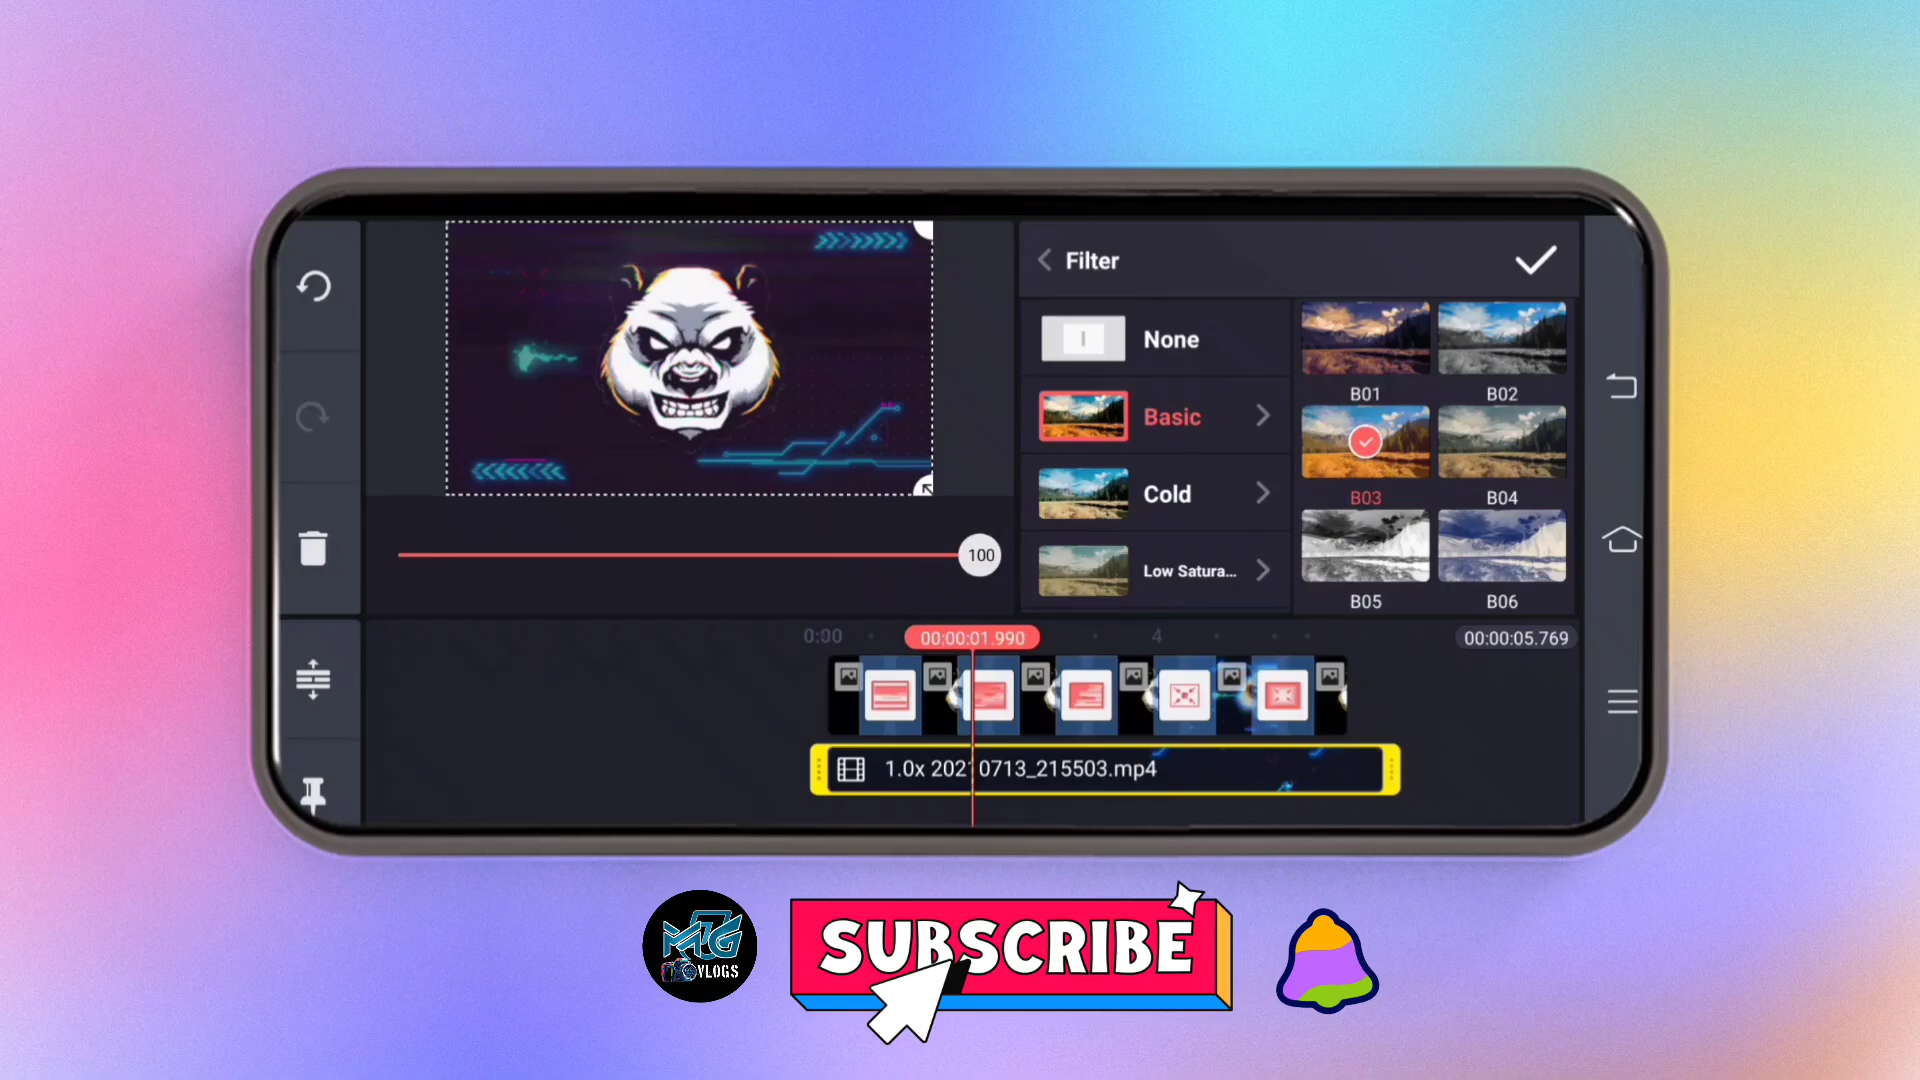 Filter
None
Basic
Cold
Low Satura...
B01
B02
B03
B04
B05
B06
100
0:00
00:00:01.990
4
00:00:05.769
1.0x 20210713_215503.mp4
MJG
VLOGS
SUBSCRIBE